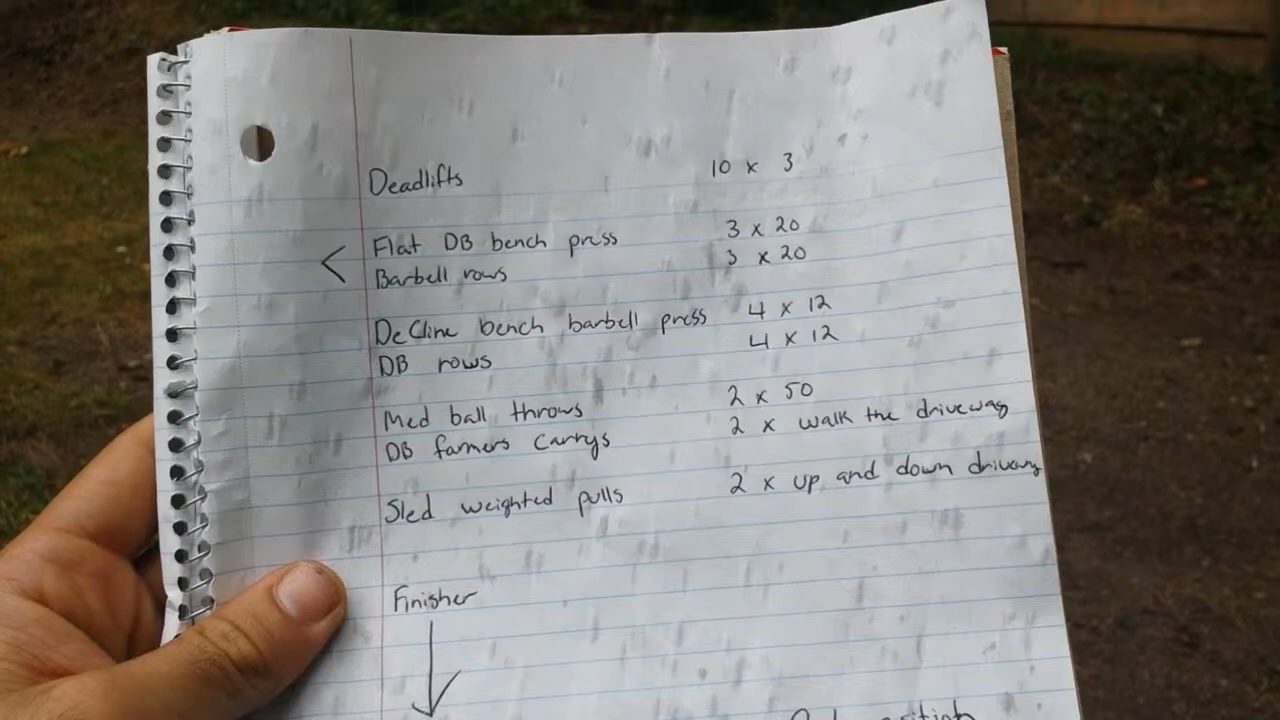 Deadlifts 10 x 3
Flat DB bench press 3 x 20
< Barbell rows 3 x 20
DeCline bench barbell press 4 x 12
DB rows 4 x 12
Med ball throws 2 x 50
DB farmers carrys 2 x walk the driveway
Sled weighted pulls 2 x up and down driveway
Finisher